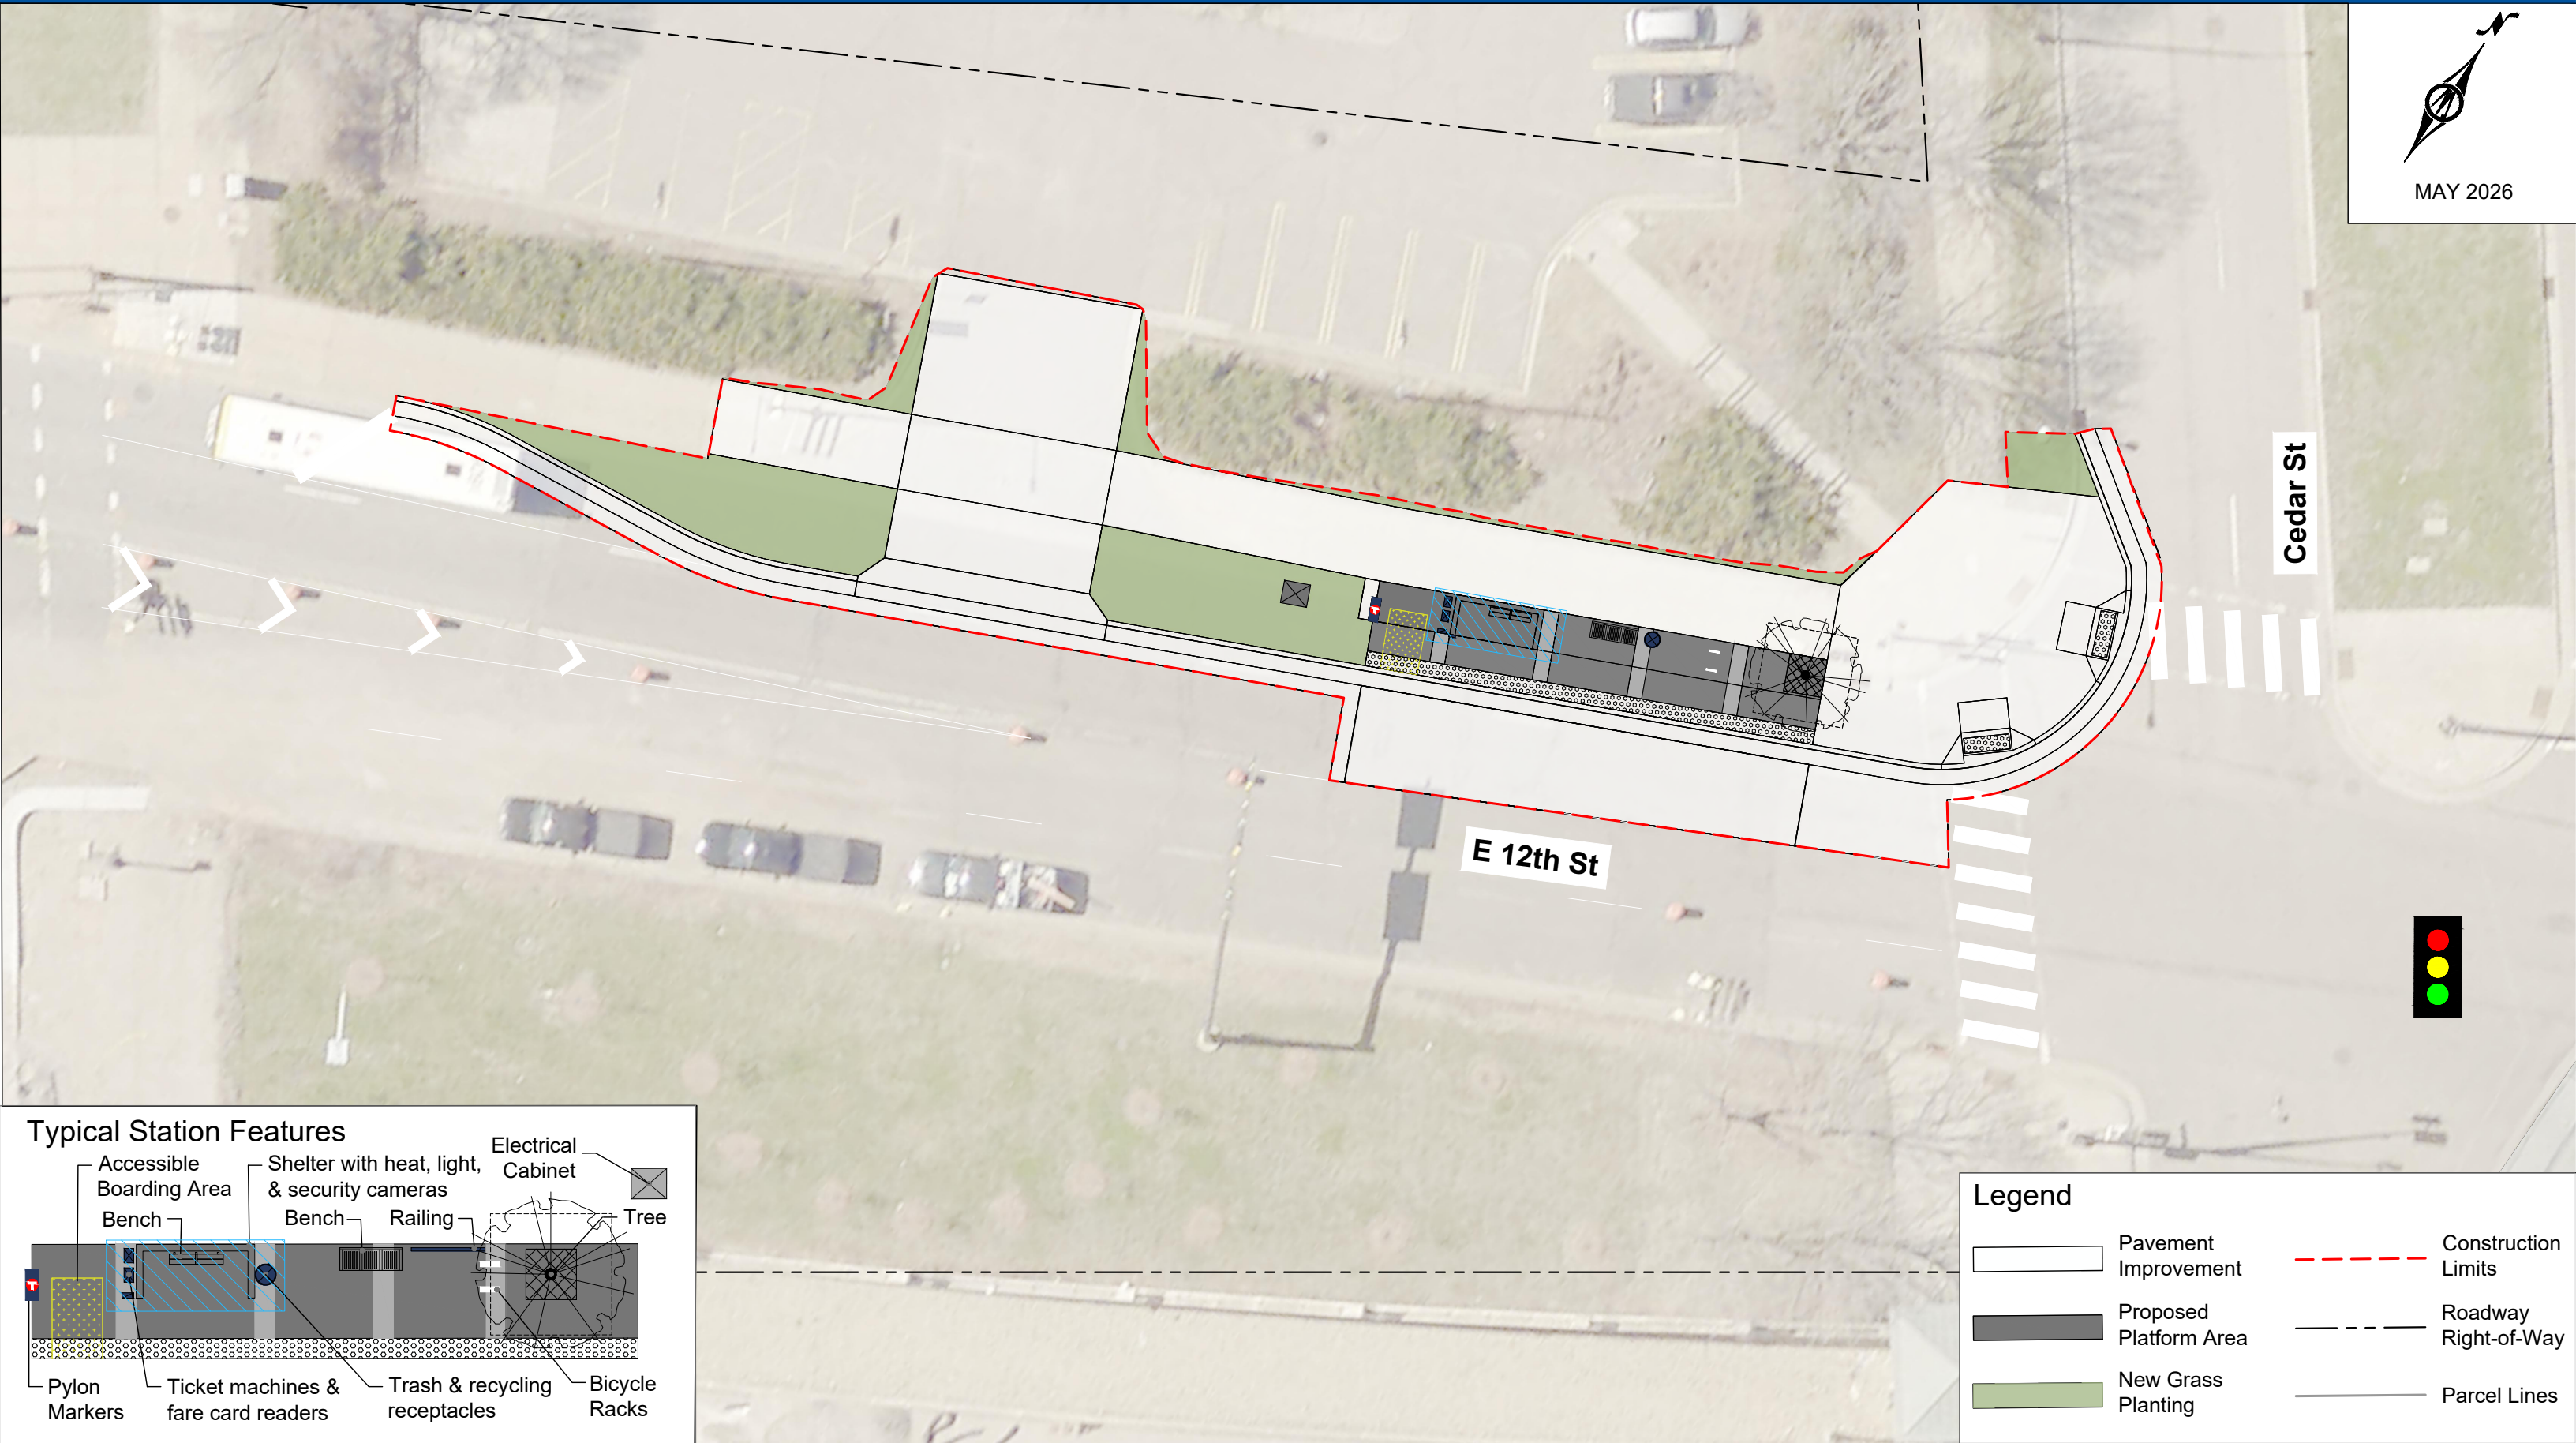 N
MAY 2026
Cedar St
E 12th St
Typical Station Features
Accessible
Boarding Area
Shelter with heat, light,
& security cameras
Electrical
Cabinet
Bench
Bench
Railing
Tree
Pylon
Markers
Ticket machines &
fare card readers
Trash & recycling
receptacles
Bicycle
Racks
Legend
Pavement
Improvement
Construction
Limits
Proposed
Platform Area
Roadway
Right-of-Way
New Grass
Planting
Parcel Lines